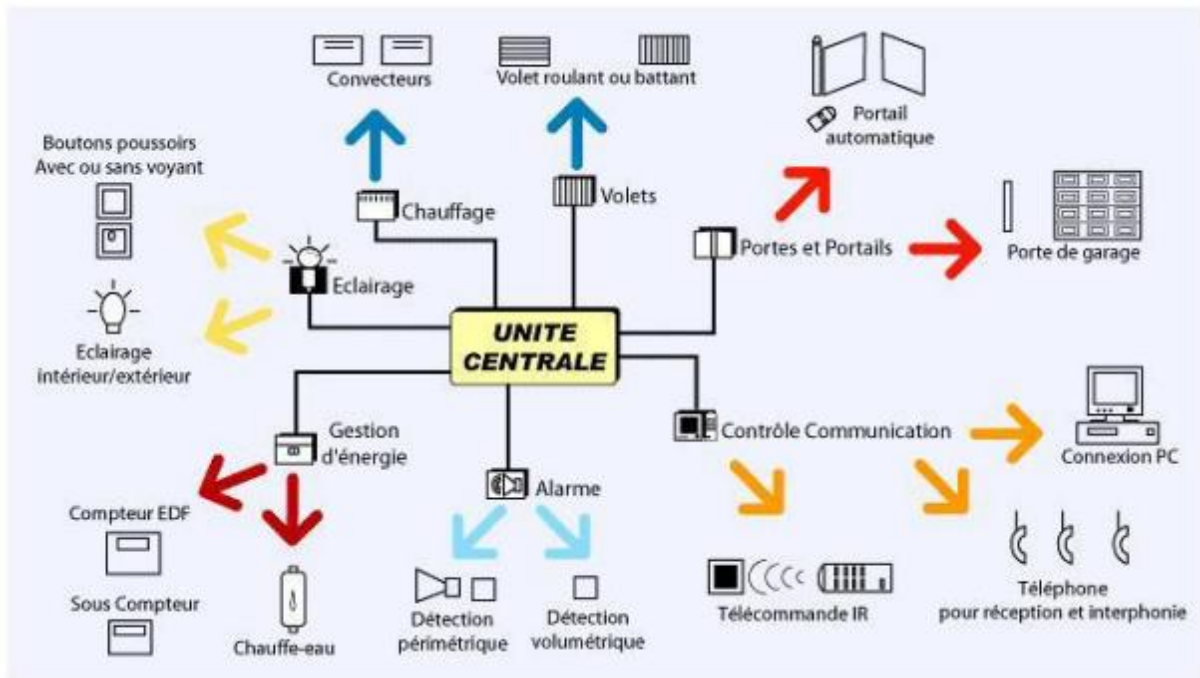 Convecteurs
Volet roulant ou battant
Portail
automatique
Boutons poussoirs
Avec ou sans voyant
Chauffage
Volets
Portes et Portails
Porte de garage
Eclairage
Eclairage
intérieur/extérieur
UNITE
CENTRALE
Gestion
d'énergie
Contrôle Communication
Connexion PC
Alarme
Compteur EDF
Sous Compteur
Chauffe-eau
Détection
périmétrique
Détection
volumétrique
Télécommande IR
Téléphone
pour réception et interphonie